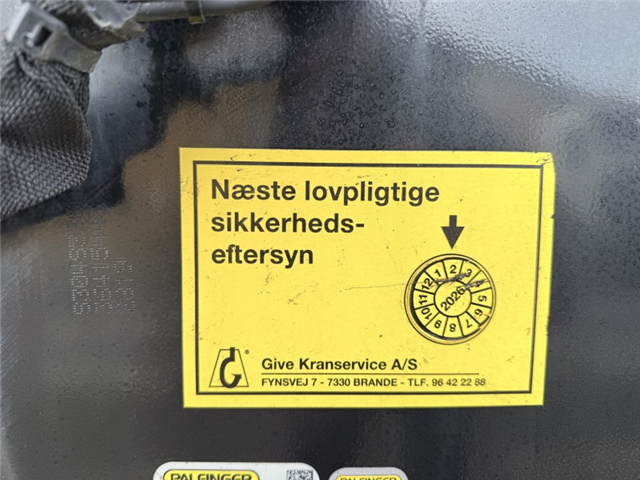 Næste lovpligtige
sikkerheds-
eftersyn
12 1 2 3 5 6 7 8 9 10 11
2026
G
Give Kranservice A/S
FYNSVEJ 7 - 7330 BRANDE - TLF. 96 42 22 88
PALFINGER
PALFINGER